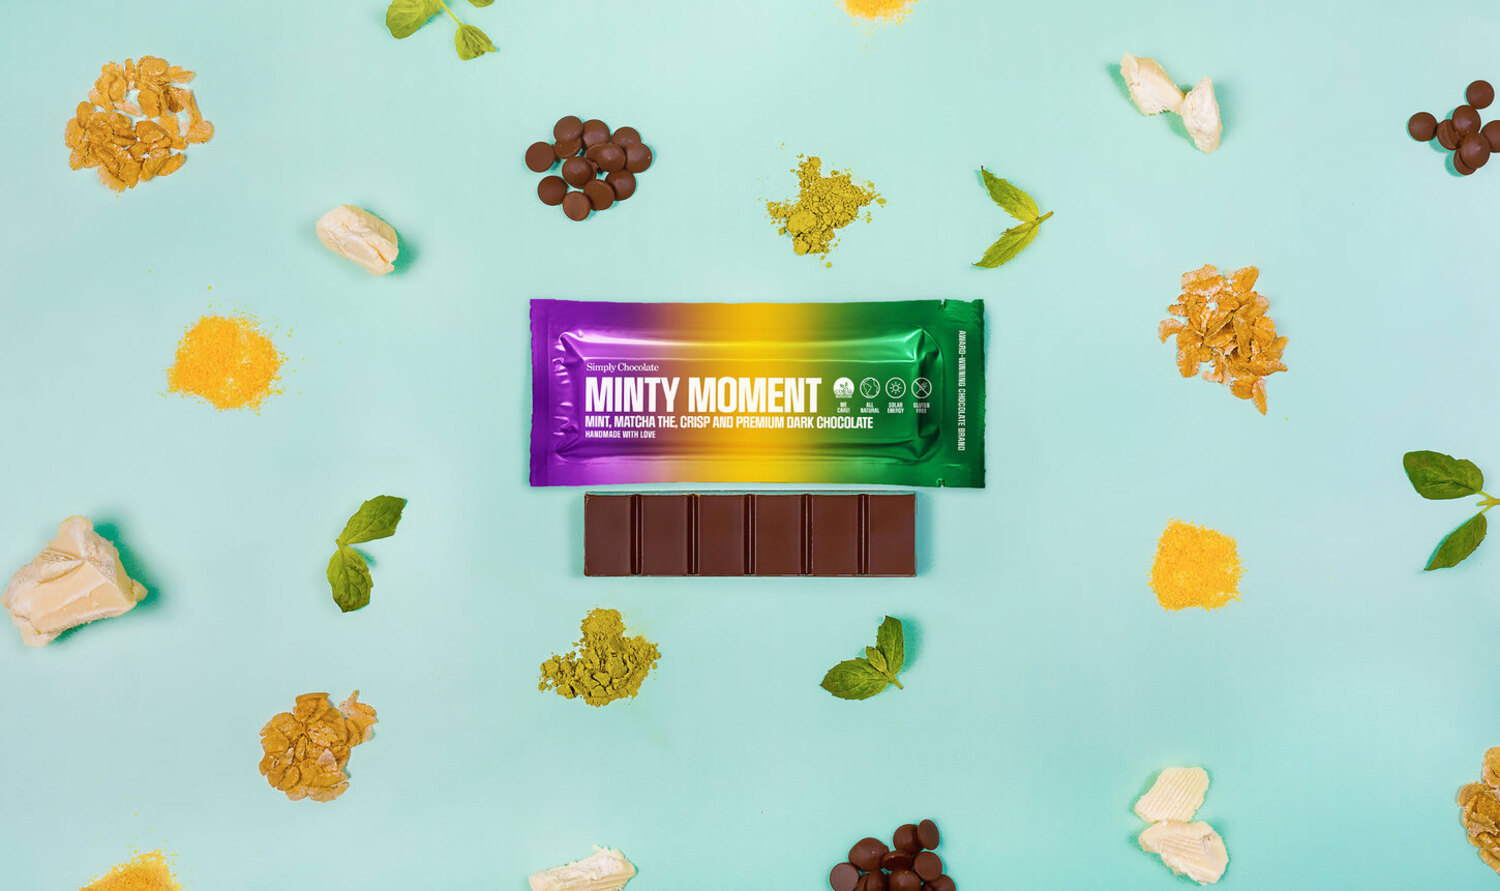 Simply Chocolate
MINTY MOMENT
MINT, MATCHA THE, CRISP AND PREMIUM DARK CHOCOLATE
HANDMADE WITH LOVE
WE
CARE!
ALL
NATURAL
SOLAR
ENERGY
GLUTEN
FREE
AWARD-WINNING CHOCOLATE BRAND